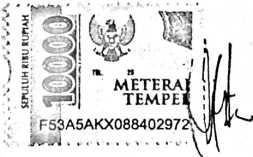 SEPULUH RIBU RUPIAH
10000
METERAI
TEMPEL
F53A5AKX088402972